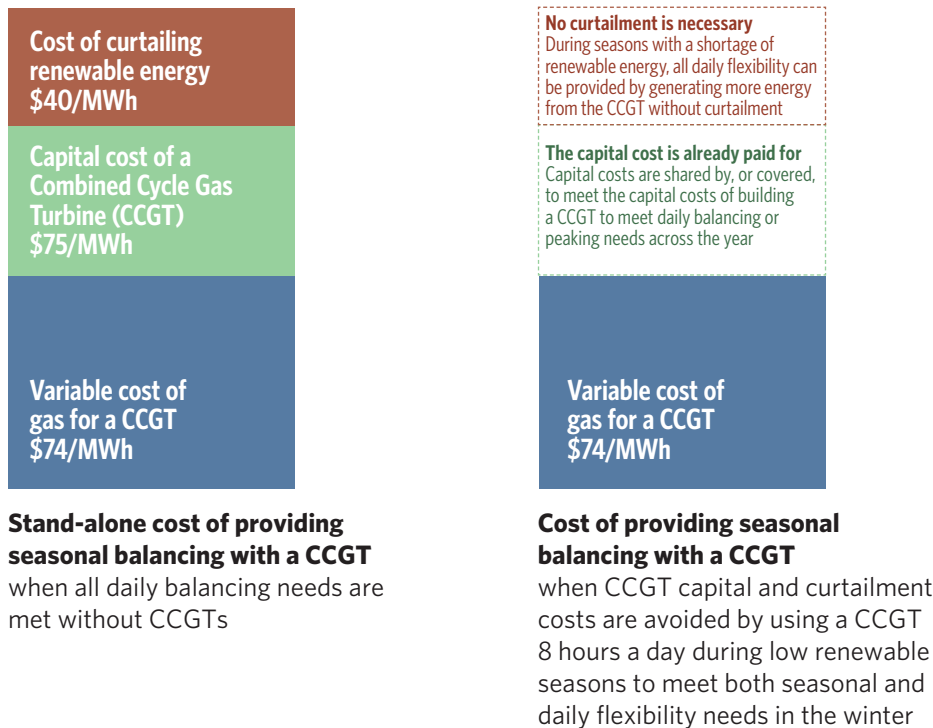 Cost of curtailing
renewable energy
$40/MWh
Capital cost of a
Combined Cycle Gas
Turbine (CCGT)
$75/MWh
Variable cost of
gas for a CCGT
$74/MWh
Stand-alone cost of providing
seasonal balancing with a CCGT
when all daily balancing needs are
met without CCGTs
No curtailment is necessary
During seasons with a shortage of
renewable energy, all daily flexibility can
be provided by generating more energy
from the CCGT without curtailment
The capital cost is already paid for
Capital costs are shared by, or covered,
to meet the capital costs of building
a CCGT to meet daily balancing or
peaking needs across the year
Variable cost of
gas for a CCGT
$74/MWh
Cost of providing seasonal
balancing with a CCGT
when CCGT capital and curtailment
costs are avoided by using a CCGT
8 hours a day during low renewable
seasons to meet both seasonal and
daily flexibility needs in the winter